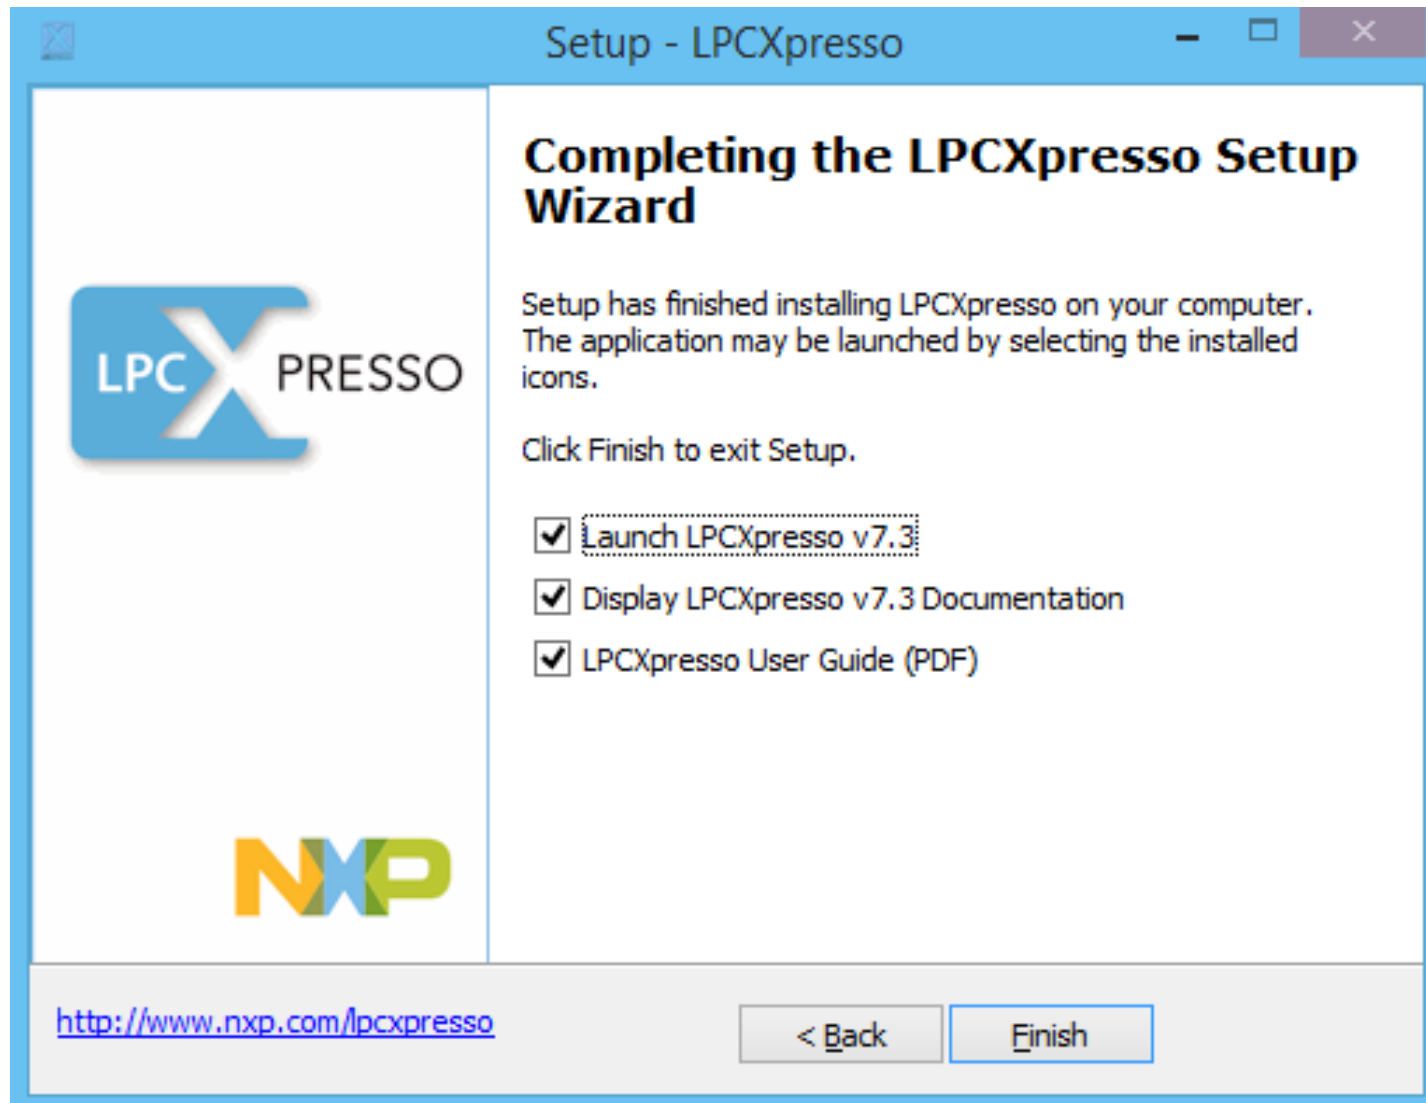 Setup - LPCXpresso
Completing the LPCXpresso Setup
Wizard
Setup has finished installing LPCXpresso on your computer.
The application may be launched by selecting the installed
icons.
LPCXPRESSO
Click Finish to exit Setup.
Launch LPCXpresso v7.3
Display LPCXpresso v7.3 Documentation
LPCXpresso User Guide (PDF)
NXP
http://www.nxp.com/lpcxpresso
< Back
Finish